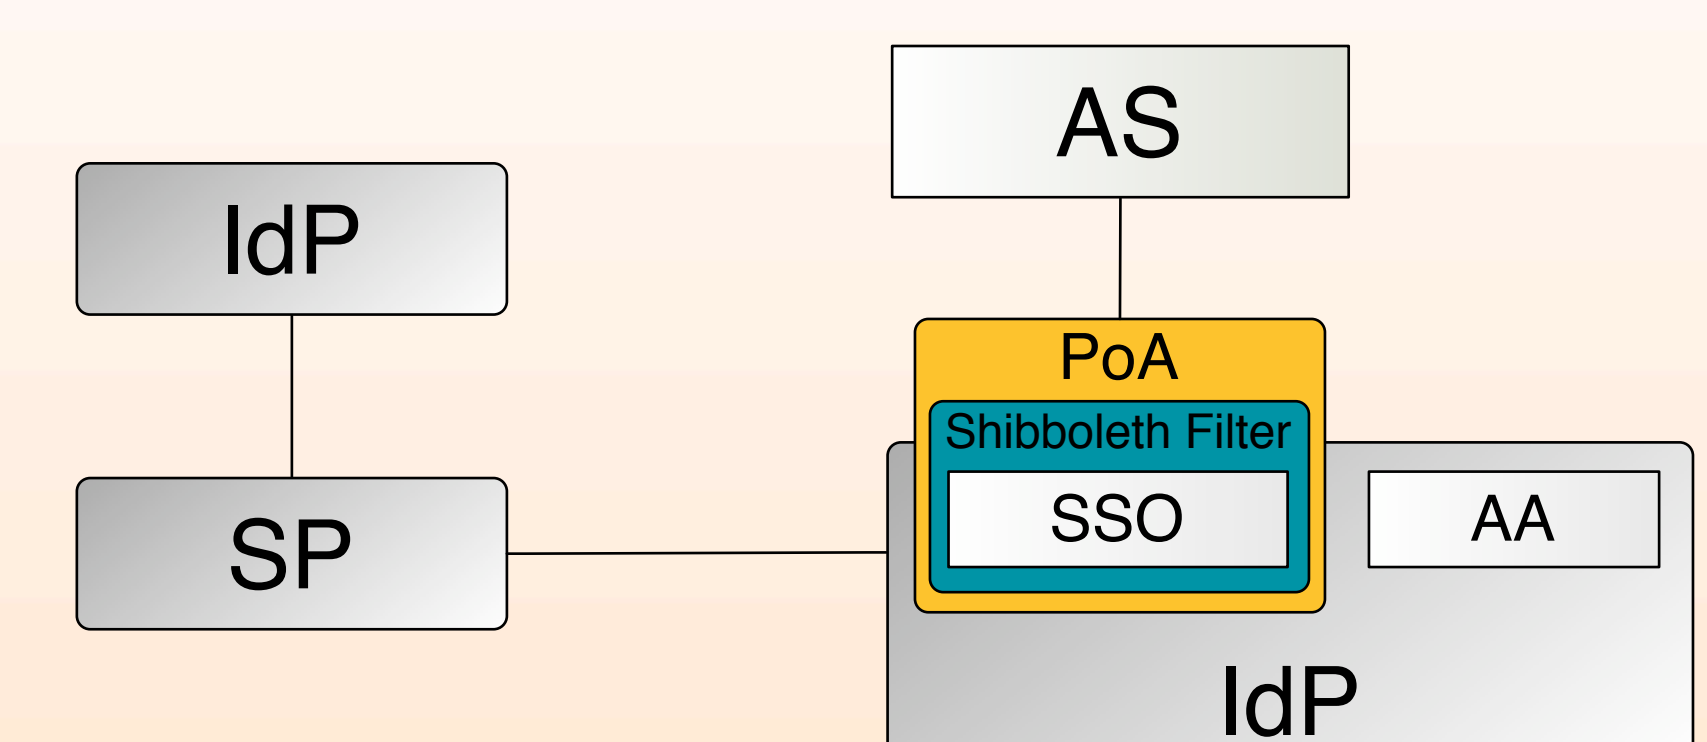 AS
IdP
PoA
Shibboleth Filter
SP
SSO
AA
IdP